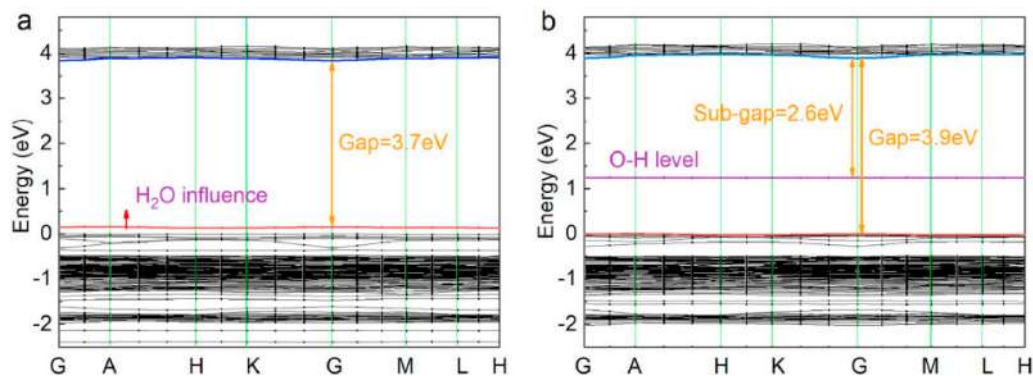 a
Energy (eV)
4
3
2
1
0
-1
-2
Gap=3.7eV
H₂O influence
G A H K G M L H
b
Energy (eV)
4
3
2
1
0
-1
-2
Sub-gap=2.6eV
Gap=3.9eV
O-H level
G A H K G M L H